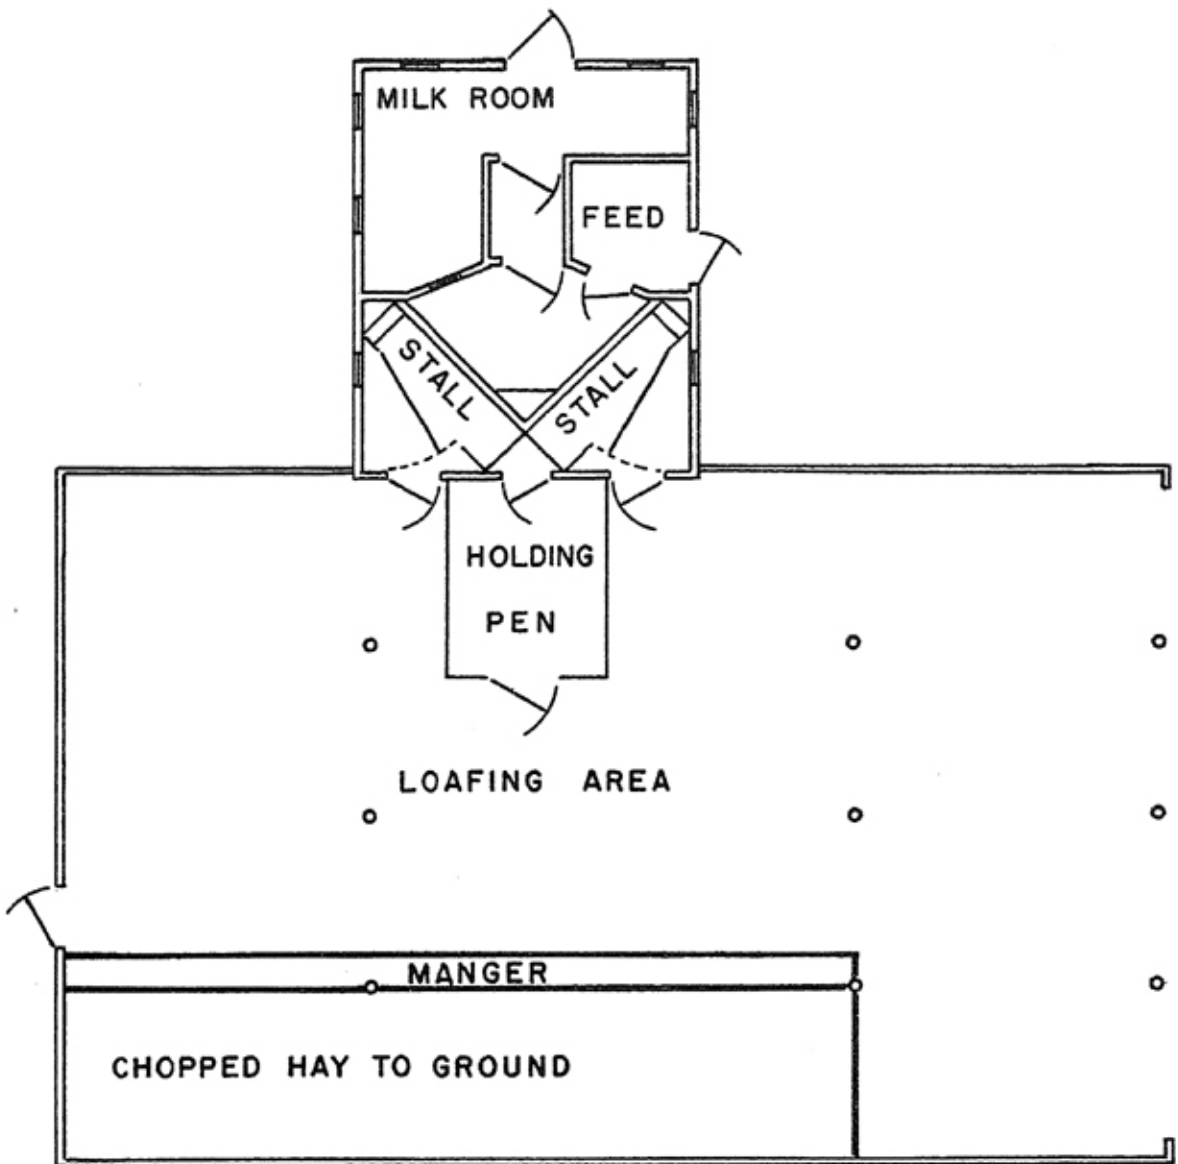 MILK ROOM
FEED
STALL
STALL
HOLDING
PEN
LOAFING AREA
MANGER
CHOPPED HAY TO GROUND